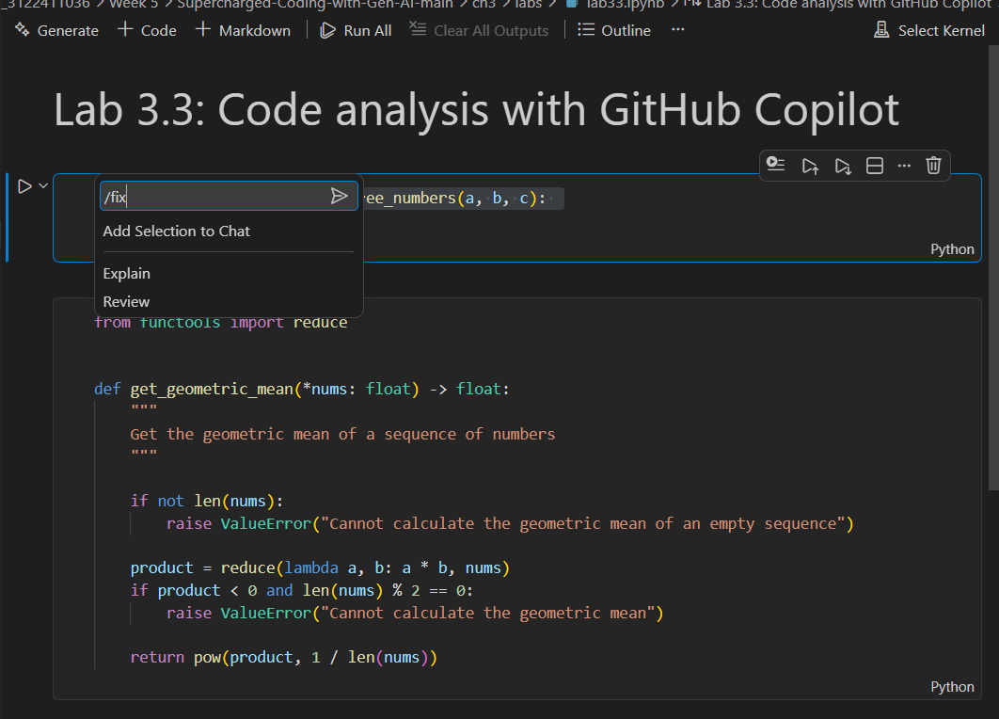 _3122411036 > Week 5 > Supercharged-Coding-with-Gen-AI-main > ch3 > labs > lab33.ipynb > M↓ Lab 3.3: Code analysis with GitHub Copilot
Generate + Code + Markdown Run All Clear All Outputs Outline ... Select Kernel
Lab 3.3: Code analysis with GitHub Copilot
/fix
ree_numbers(a, b, c):
Add Selection to Chat
Python
Explain
Review
from functools import reduce
def get_geometric_mean(*nums: float) -> float:
"""
Get the geometric mean of a sequence of numbers
"""
if not len(nums):
raise ValueError("Cannot calculate the geometric mean of an empty sequence")
product = reduce(lambda a, b: a * b, nums)
if product < 0 and len(nums) % 2 == 0:
raise ValueError("Cannot calculate the geometric mean")
return pow(product, 1 / len(nums))
Python